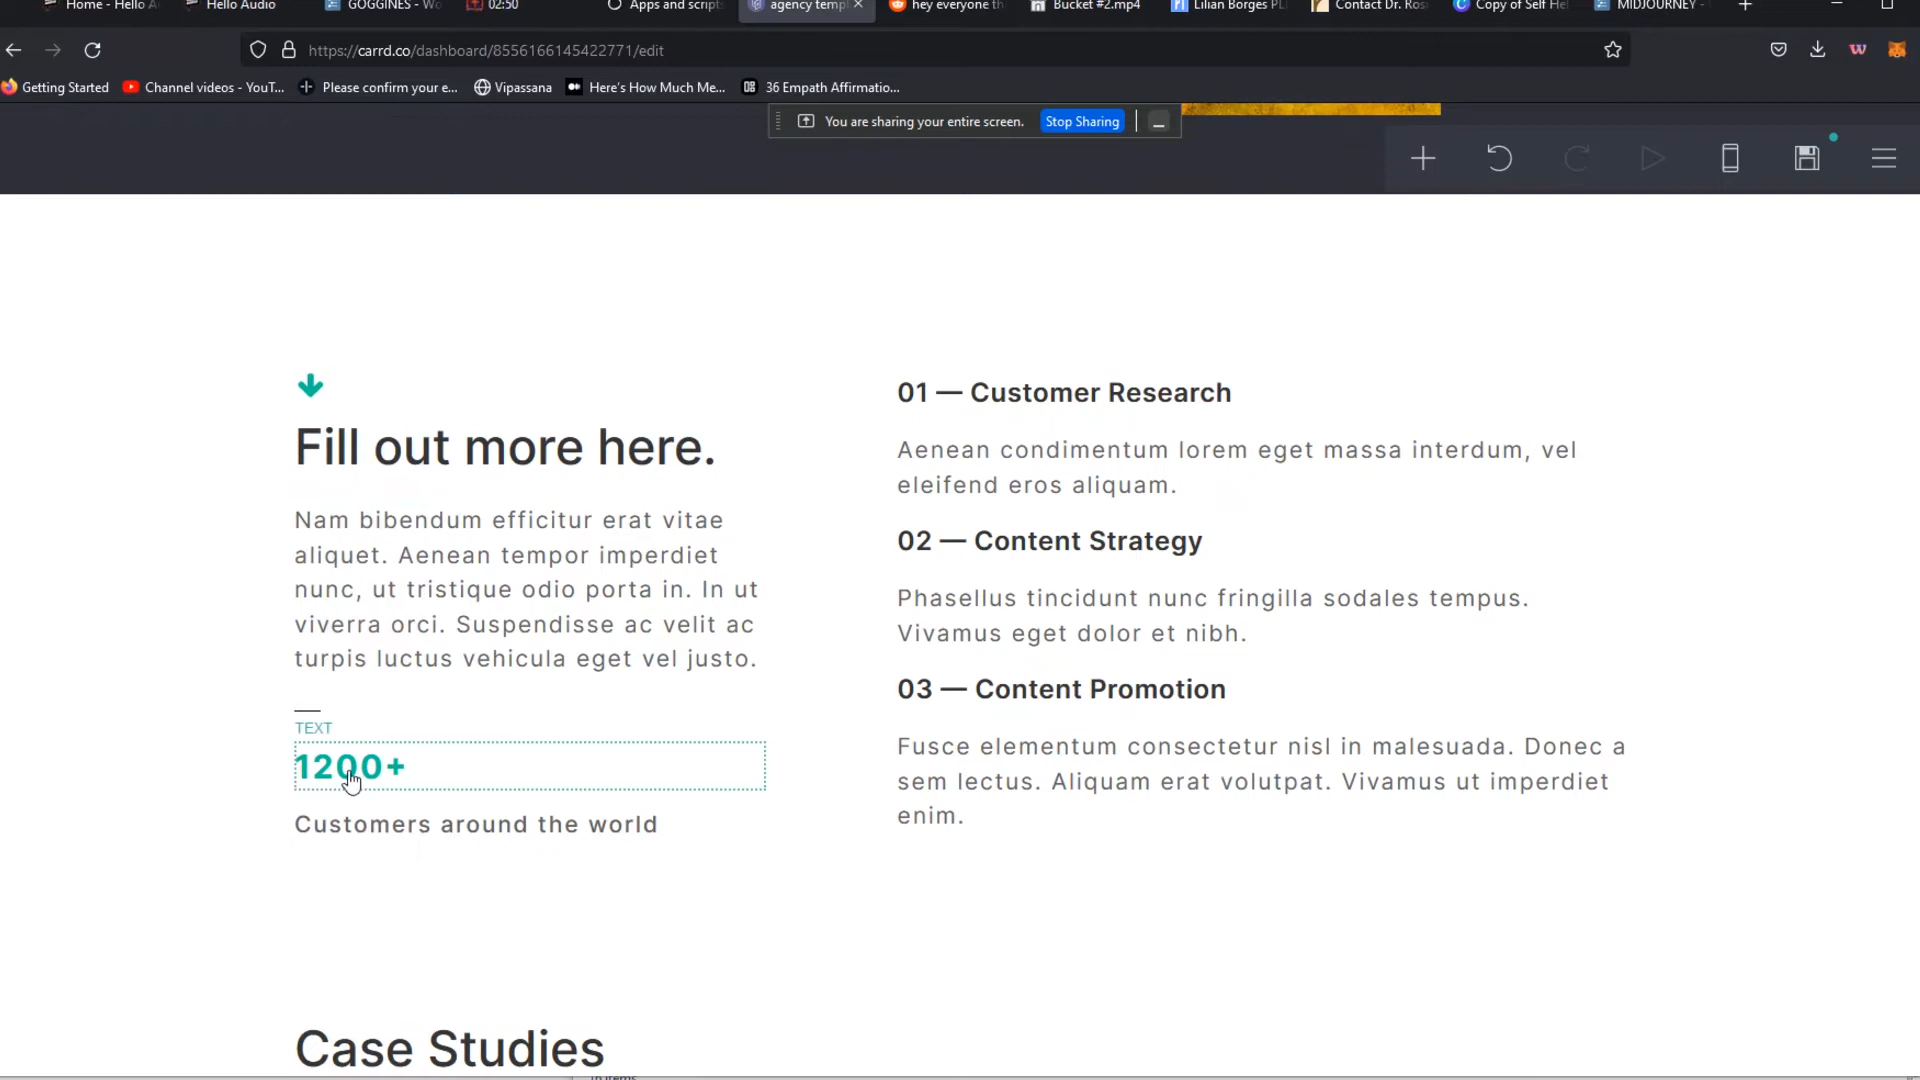 Home - Hello A
Hello Audio
GOGGINES - Wo
02:50
Apps and script
agency templ
hey everyone th
Bucket #2.mp4
Lilian Borges PL
Contact Dr. Ros
Copy of Self He
MIDJOURNEY -
https://carrd.co/dashboard/8556166145422771/edit
Getting Started
Channel videos - YouT...
Please confirm your e...
Vipassana
Here's How Much Me...
36 Empath Affirmatio...
You are sharing your entire screen.
Stop Sharing
Fill out more here.
Nam bibendum efficitur erat vitae
aliquet. Aenean tempor imperdiet
nunc, ut tristique odio porta in. In ut
viverra orci. Suspendisse ac velit ac
turpis luctus vehicula eget vel justo.
TEXT
1200+
Customers around the world
01 — Customer Research
Aenean condimentum lorem eget massa interdum, vel
eleifend eros aliquam.
02 — Content Strategy
Phasellus tincidunt nunc fringilla sodales tempus.
Vivamus eget dolor et nibh.
03 — Content Promotion
Fusce elementum consectetur nisl in malesuada. Donec a
sem lectus. Aliquam erat volutpat. Vivamus ut imperdiet
enim.
Case Studies